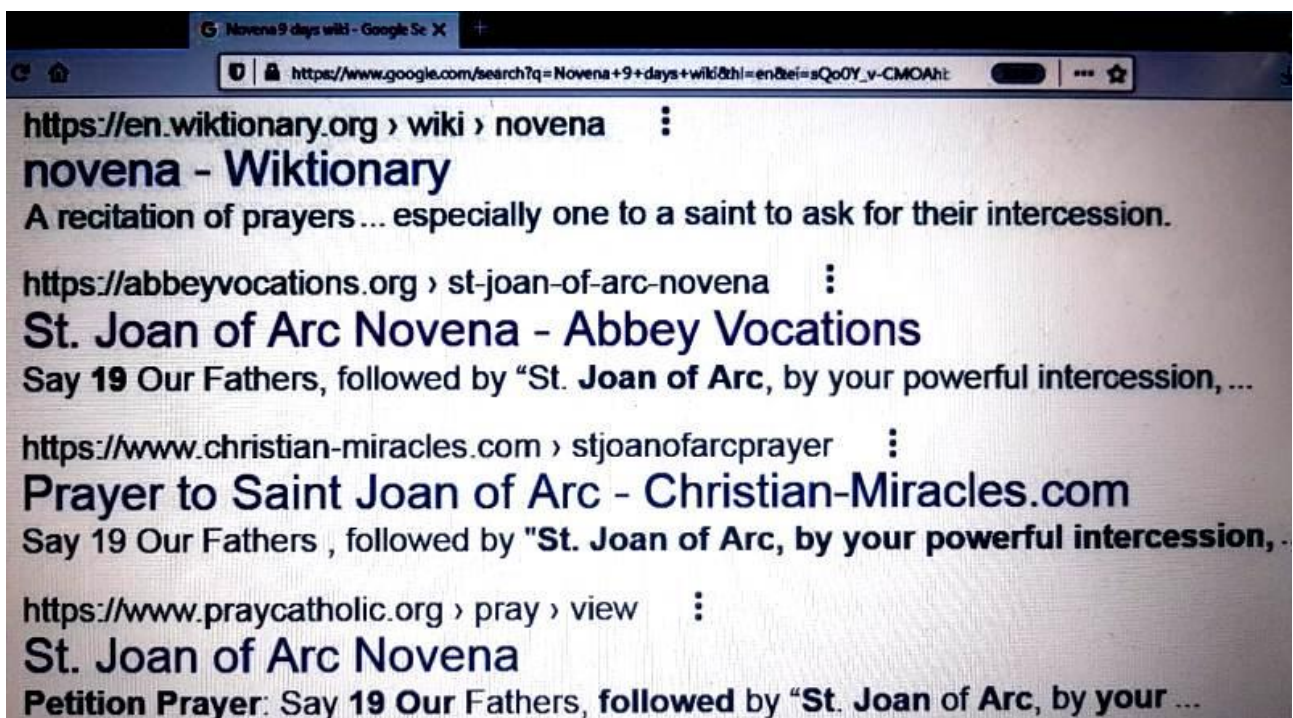 Novena 9 days wiki - Google Se
https://www.google.com/search?q=Novena+9+days+wiki&hl=en&ei=sQo0Y_v-CMOAhb
https://en.wiktionary.org › wiki › novena
novena - Wiktionary
A recitation of prayers... especially one to a saint to ask for their intercession.
https://abbeyvocations.org › st-joan-of-arc-novena
St. Joan of Arc Novena - Abbey Vocations
Say 19 Our Fathers, followed by “St. Joan of Arc, by your powerful intercession, ...
https://www.christian-miracles.com › stjoanofarcprayer
Prayer to Saint Joan of Arc - Christian-Miracles.com
Say 19 Our Fathers , followed by "St. Joan of Arc, by your powerful intercession, .
https://www.praycatholic.org › pray › view
St. Joan of Arc Novena
Petition Prayer: Say 19 Our Fathers, followed by “St. Joan of Arc, by your ...